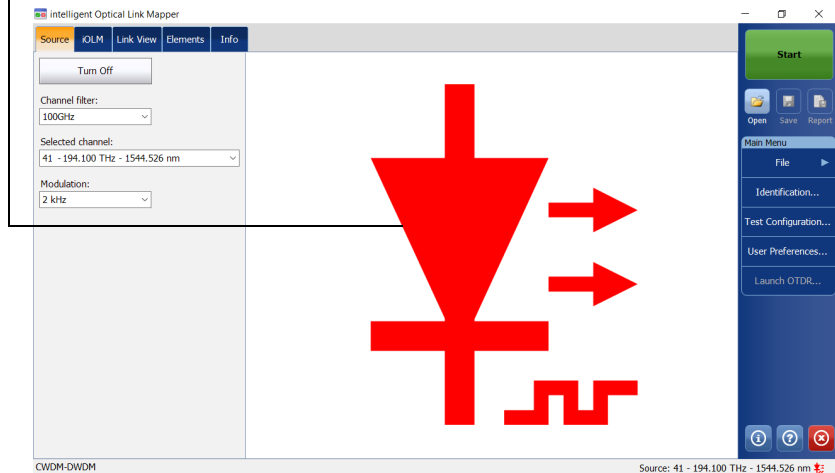 intelligent Optical Link Mapper
Source iOLM Link View Elements Info
Turn Off
Channel filter:
100GHz
Selected channel:
41 - 194.100 THz - 1544.526 nm
Modulation:
2 kHz
Start
Open Save Report
Main Menu
File
Identification...
Test Configuration...
User Preferences...
Launch OTDR...
CWDM-DWDM
Source: 41 - 194.100 THz - 1544.526 nm